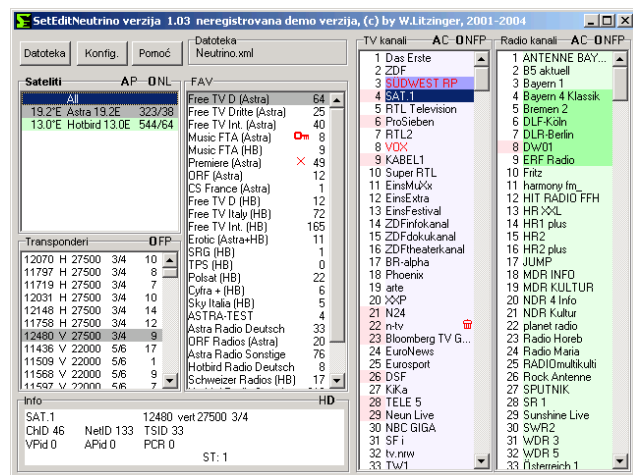 SetEditNeutrino verzija 1.03 neregistrovana demo verzija, (c) by W.Litzinger, 2001-2004
Datoteka
Konfig.
Pomoć
Datoteka
Neutrino.xml
Sateliti AP ONL
All
19.2°E Astra 19.2E 323/38
13.0°E Hotbird 13.0E 544/64
Transponderi OFP
12070 H 27500 3/4 10
11797 H 27500 3/4 8
11719 H 27500 3/4 7
12031 H 27500 3/4 10
12148 H 27500 3/4 14
11758 H 27500 3/4 12
12480 V 27500 3/4 9
11436 V 22000 5/6 17
11509 V 22000 5/6 1
11568 V 22000 5/6 9
11597 V 22000 5/6 7
FAV
Free TV D (Astra) 64
Free TV Dritte (Astra) 25
Free TV Int. (Astra) 40
Music FTA (Astra) 9
Music FTA (HB) 9
Premiere (Astra) 49
ORF (Astra) 12
CS France (Astra) 1
Free TV D (HB) 12
Free TV Italy (HB) 72
Free TV Int. (HB) 165
Erotic (Astra+HB) 11
SRG (HB) 1
TPS (HB) 0
Polsat (HB) 22
Cyfra + (HB) 6
Sky Italia (HB) 5
ASTRA-TEST 4
Astra Radio Deutsch 33
ORF Radios (Astra) 20
Astra Radio Sonstige 76
Hotbird Radio Deutsch 8
Schweizer Radios (HB) 17
Info HD
SAT.1 12480 vert 27500 3/4
ChID 46 NetID 133 TSID 33
VPid 0 APid 0 PCR 0
ST: 1
TV kanali AC ONFP
1 Das Erste
2 ZDF
3 SÜDWEST RP
4 SAT.1
5 RTL Television
6 ProSieben
7 RTL2
8 VOX
9 KABEL1
10 Super RTL
11 EinsMuXx
12 EinsExtra
13 EinsFestival
14 ZDFinfokanal
15 ZDFdokukanal
16 ZDFtheaterkanal
17 BR-alpha
18 Phoenix
19 arte
20 XXP
21 N24
22 n-tv
23 Bloomberg TV G...
24 EuroNews
25 Eurosport
26 DSF
27 KiKa
28 TELE 5
29 Neun Live
30 NBC GIGA
31 SF i
32 tv.nrw
33 TW1
Radio kanali AC ONFP
1 ANTENNE BAY...
2 B5 aktuell
3 Bayern 1
4 Bayern 4 Klassik
5 Bremen 2
6 DLF-Köln
7 DLR-Berlin
8 DW01
9 ERF Radio
10 Fritz
11 harmony fm_
12 HIT RADIO FFH
13 HR XXL
14 HR1 plus
15 HR2
16 HR2 plus
17 JUMP
18 MDR INFO
19 MDR KULTUR
20 NDR 4 Info
21 NDR Kultur
22 planet radio
23 Radio Horeb
24 Radio Maria
25 RADIOmultikulti
26 Rock Antenne
27 SPUTNIK
28 SR 1
29 Sunshine Live
30 SWR2
31 WDR 3
32 WDR 5
33 Österreich 1